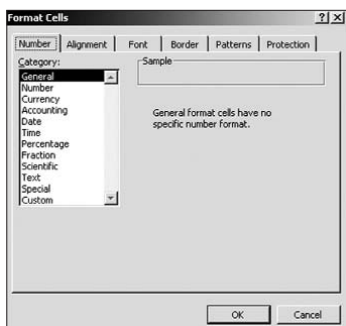 Format Cells
Number Alignment Font Border Patterns Protection
Category:
General
Number
Currency
Accounting
Date
Time
Percentage
Fraction
Scientific
Text
Special
Custom
Sample
General format cells have no
specific number format.
OK Cancel